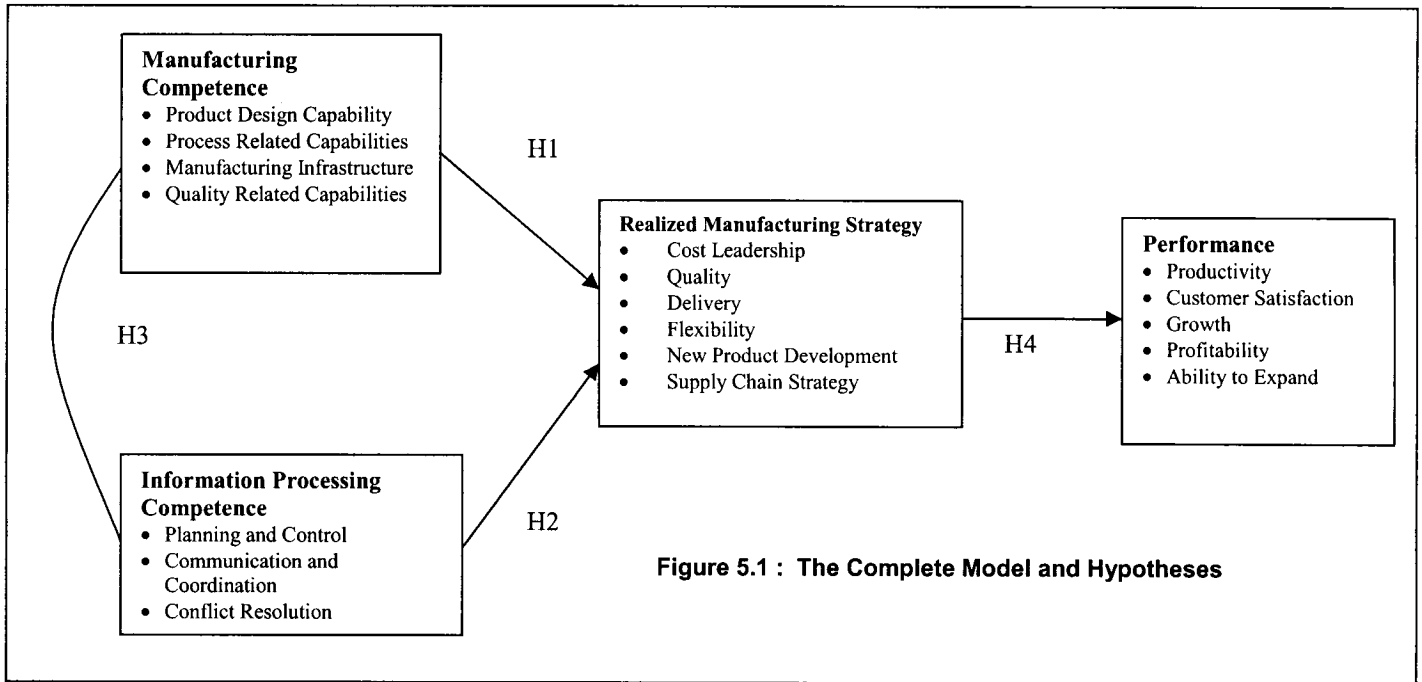 Manufacturing
Competence
• Product Design Capability
• Process Related Capabilities
• Manufacturing Infrastructure
• Quality Related Capabilities
H1
H3
Information Processing
Competence
• Planning and Control
• Communication and
Coordination
• Conflict Resolution
H2
Realized Manufacturing Strategy
• Cost Leadership
• Quality
• Delivery
• Flexibility
• New Product Development
• Supply Chain Strategy
H4
Performance
• Productivity
• Customer Satisfaction
• Growth
• Profitability
• Ability to Expand
Figure 5.1 : The Complete Model and Hypotheses